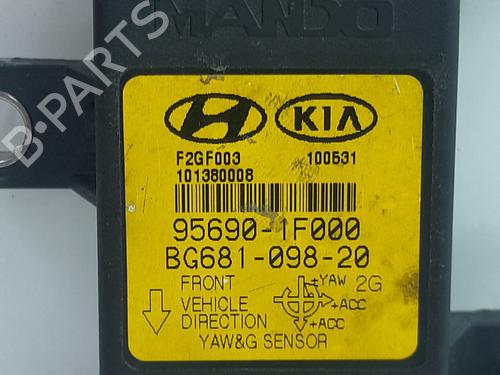 MANDO
KIA
F2GF003 100531
101380008
95690-1F000
BG681-098-20
FRONT +YAW 2G
VEHICLE +ACC
DIRECTION +ACC
YAW&G SENSOR
B-Parts